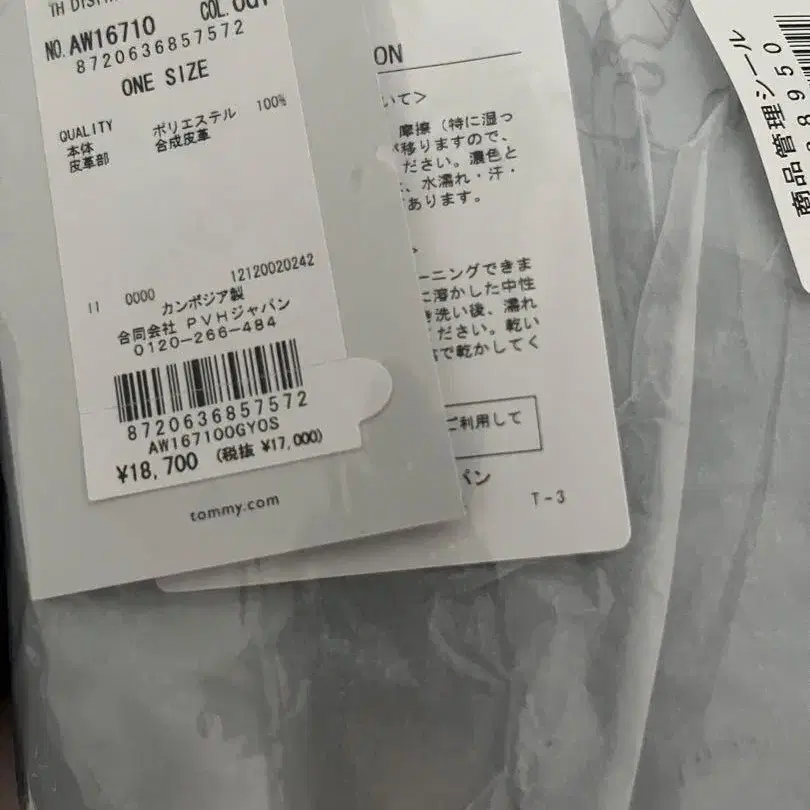 NO. AW16710
8720636857572
ONE SIZE
QUALITY
本体 ポリエステル 100%
皮革部 合成皮革
12120020242
11 0000
カンボジア製
合同会社 PVHジャパン
0120-266-484
8720636857572
AW167100GYOS
¥18,700 (税抜 ¥17,000)
tommy.com
ON
いて>
摩擦(特に湿っ
移りますので、
ださい。濃色と
、水濡れ・汗・
あります。
ーニングできま
に溶かした中性
き洗い後、濡れ
ください。乾い
で乾かしてく
ご利用して
パン
T-3
商品管理シール
8950